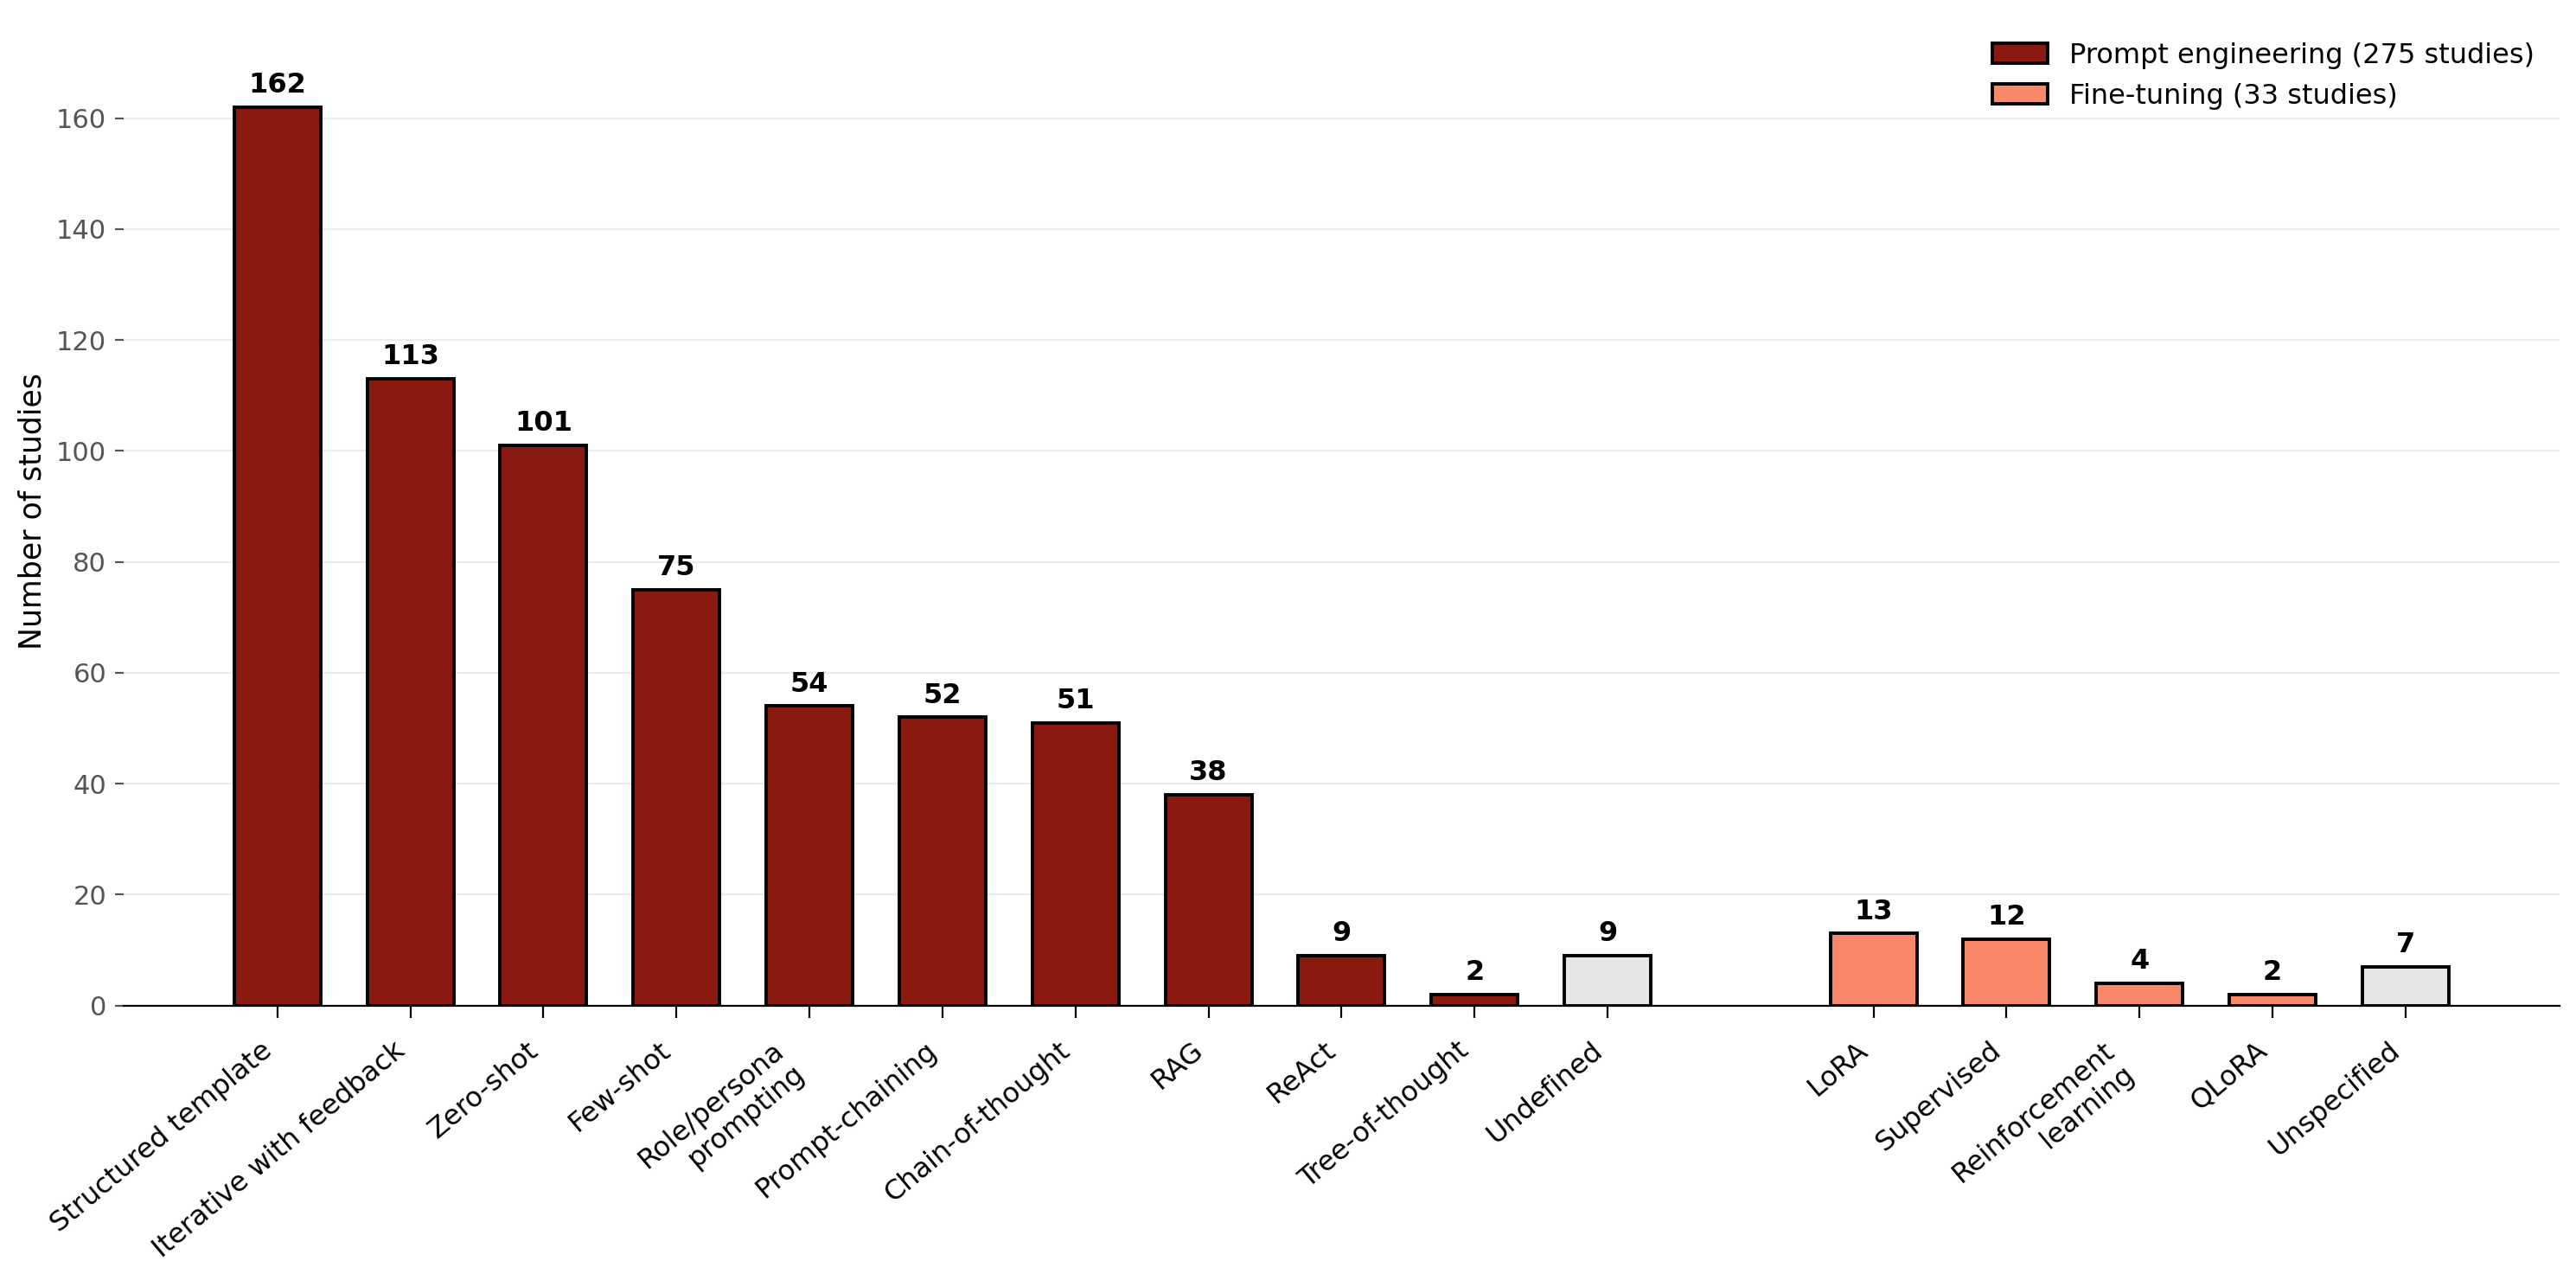 Prompt engineering (275 studies)
Fine-tuning (33 studies)
Number of studies
160
140
120
100
80
60
40
20
0
162
113
101
75
54
52
51
38
9
2
9
13
12
4
2
7
Structured template
Iterative with feedback
Zero-shot
Few-shot
Role/persona
prompting
Prompt-chaining
Chain-of-thought
RAG
ReAct
Tree-of-thought
Undefined
LoRA
Supervised
Reinforcement
learning
QLoRA
Unspecified